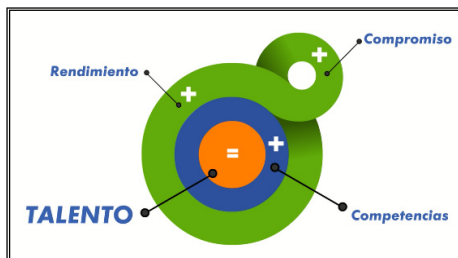 Compromiso
Rendimiento
+
+
=
+
TALENTO
Competencias